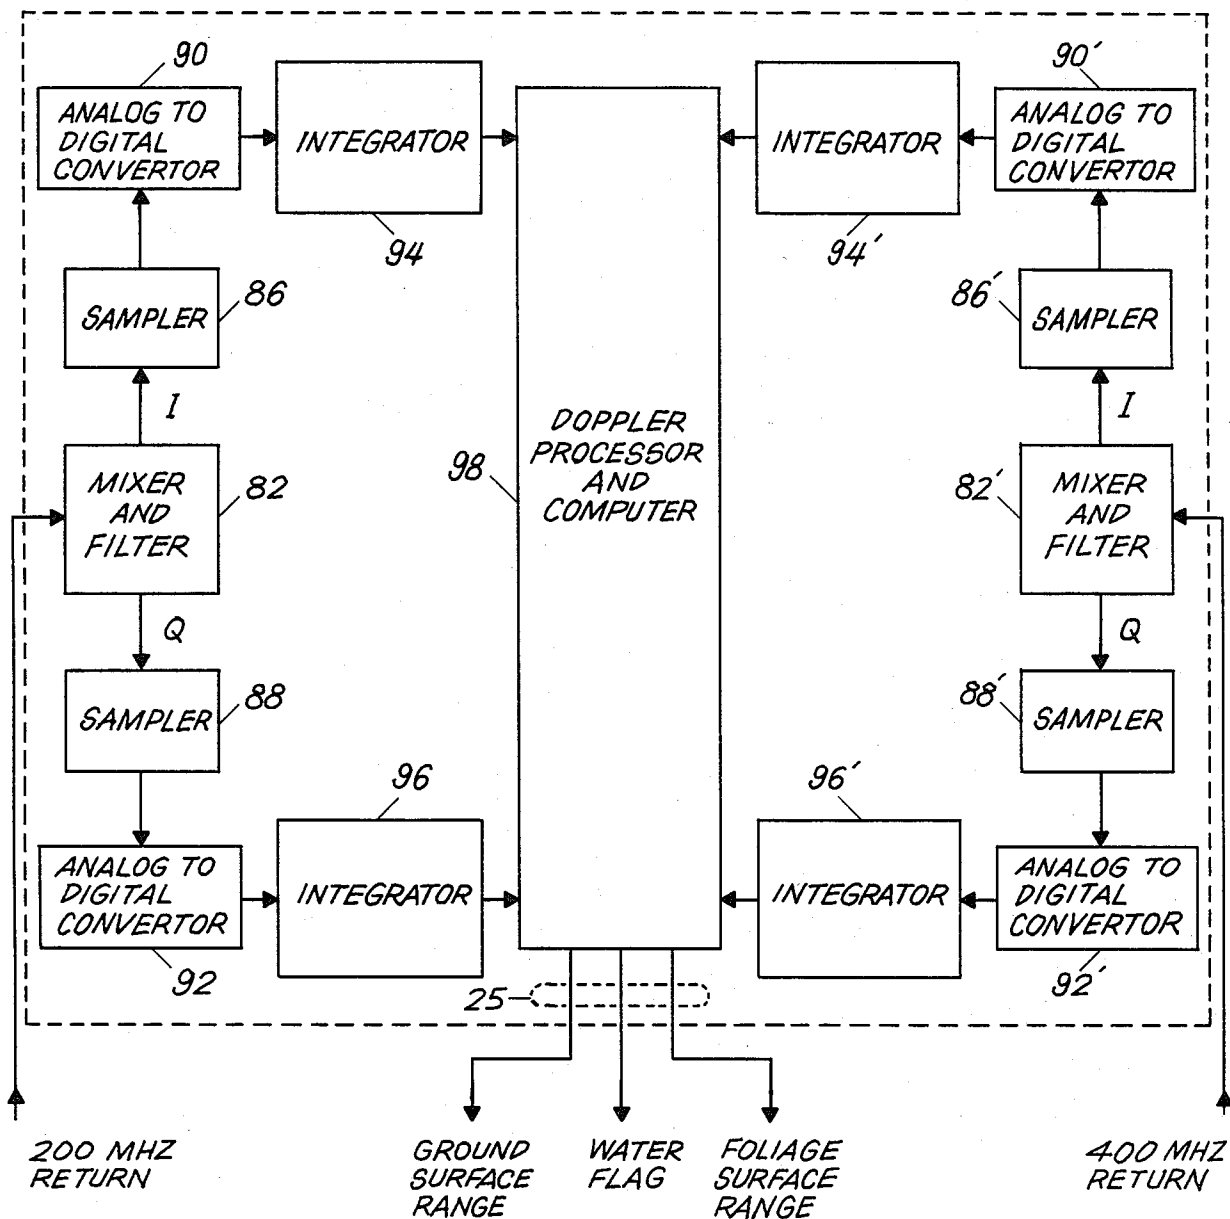 90
ANALOG TO
DIGITAL
CONVERTOR
INTEGRATOR
94
86
SAMPLER
I
MIXER
AND
FILTER
82
Q
88
SAMPLER
96
ANALOG TO
DIGITAL
CONVERTOR
92
INTEGRATOR
98
DOPPLER
PROCESSOR
AND
COMPUTER
25
90'
INTEGRATOR
ANALOG TO
DIGITAL
CONVERTOR
94'
86'
SAMPLER
I
82'
MIXER
AND
FILTER
Q
88'
SAMPLER
96'
INTEGRATOR
ANALOG TO
DIGITAL
CONVERTOR
92'
200 MHZ
RETURN
GROUND
SURFACE
RANGE
WATER
FLAG
FOLIAGE
SURFACE
RANGE
400 MHZ
RETURN